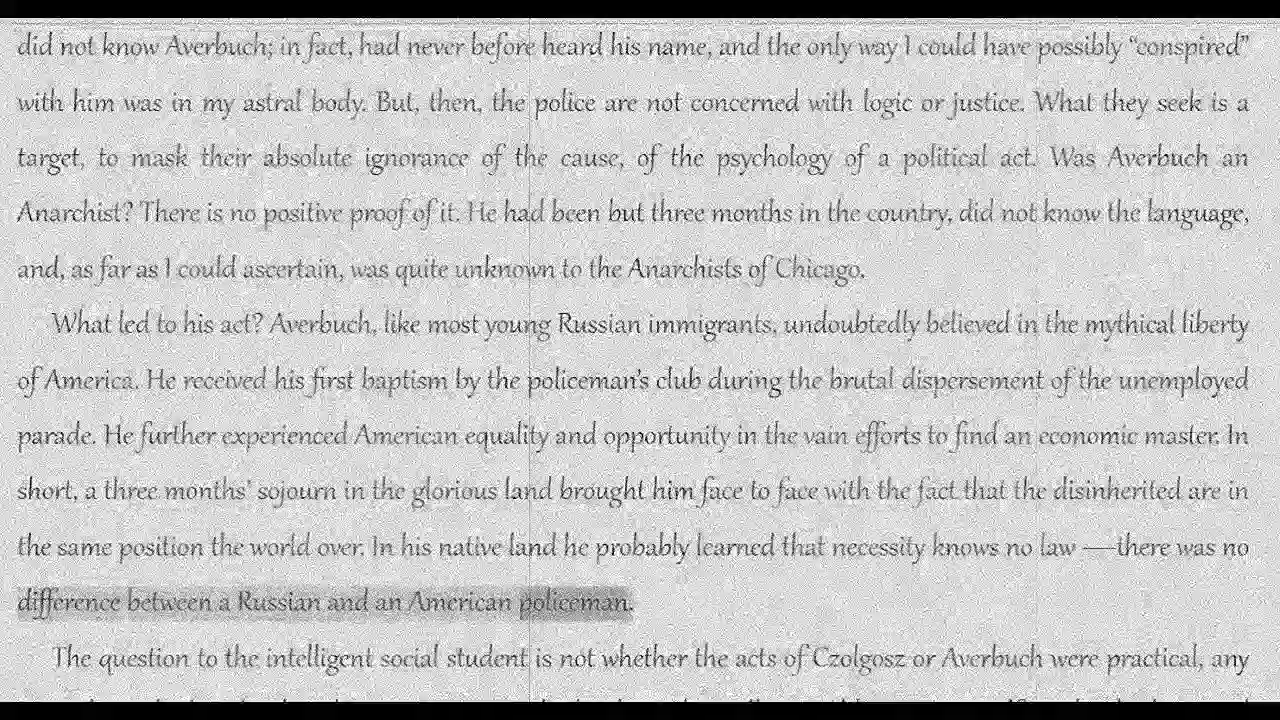 did not know Averbuch; in fact, had never before heard his name, and the only way I could have possibly “conspired”
with him was in my astral body. But, then, the police are not concerned with logic or justice. What they seek is a
target, to mask their absolute ignorance of the cause, of the psychology of a political act. Was Averbuch an
Anarchist? There is no positive proof of it. He had been but three months in the country, did not know the language,
and, as far as I could ascertain, was quite unknown to the Anarchists of Chicago.
What led to his act? Averbuch, like most young Russian immigrants, undoubtedly believed in the mythical liberty
of America. He received his first baptism by the policeman’s club during the brutal dispersement of the unemployed
parade. He further experienced American equality and opportunity in the vain efforts to find an economic master. In
short, a three months’ sojourn in the glorious land brought him face to face with the fact that the disinherited are in
the same position the world over. In his native land he probably learned that necessity knows no law —there was no
difference between a Russian and an American policeman.
The question to the intelligent social student is not whether the acts of Czolgosz or Averbuch were practical, any